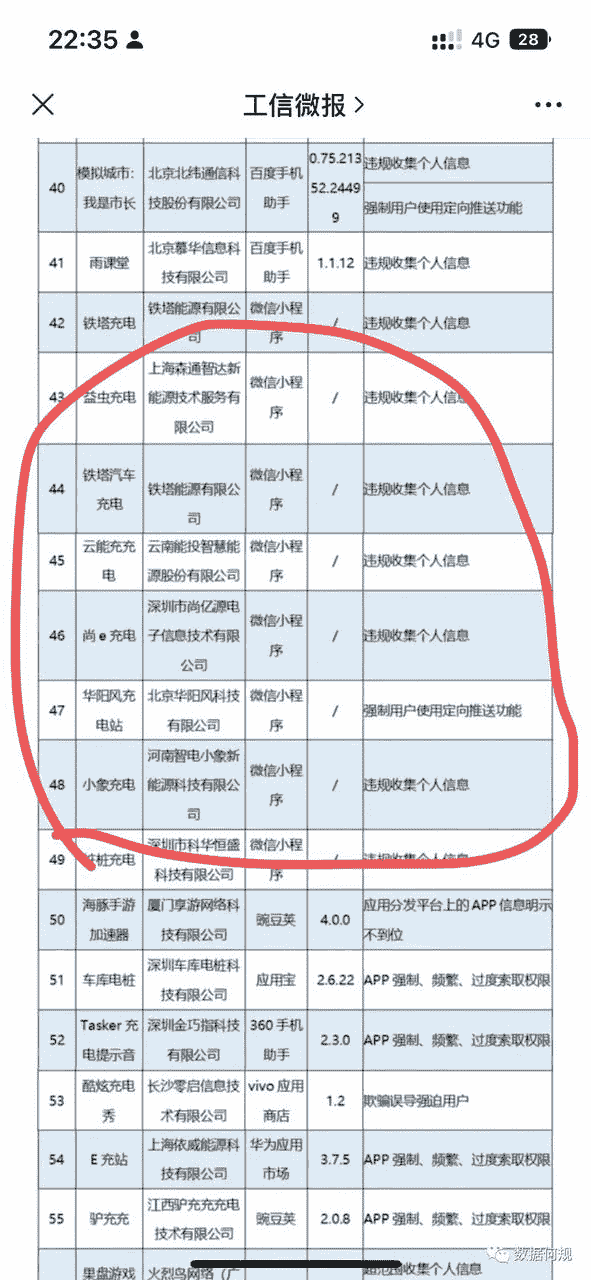 22:35
4G
28
工信微报
40
模拟城市:
我是市长
北京北纬通信科
技股份有限公司
百度手机
助手
0.75.213
52.2449
9
违规收集个人信息
强制用户使用定向推送功能
41
雨课堂
北京慕华信息科
技有限公司
百度手机
助手
1.1.12
违规收集个人信息
42
铁塔充电
铁塔能源有限公
司
微信小程
序
/
违规收集个人信息
43
益虫充电
上海森通智达新
能源技术服务有
限公司
微信小程
序
/
违规收集个人信息
44
铁塔汽车
充电
铁塔能源有限公
司
微信小程
序
/
违规收集个人信息
45
云能充充
电
云南能投智慧能
源股份有限公司
微信小程
序
/
违规收集个人信息
46
尚e充电
深圳市尚亿源电
子信息技术有限
公司
微信小程
序
/
违规收集个人信息
47
华阳风充
电站
北京华阳风科技
有限公司
微信小程
序
/
强制用户使用定向推送功能
48
小象充电
河南智电小象新
能源科技有限公
司
微信小程
序
/
违规收集个人信息
49
桩充电
深圳市科华恒盛
科技有限公司
微信小程
序
/
违规收集个人信息
50
海豚手游
加速器
厦门享游网络科
技有限公司
豌豆荚
4.0.0
应用分发平台上的APP信息明示
不到位
51
车库电桩
深圳车库电桩科
技有限公司
应用宝
2.6.22
APP强制、频繁、过度索取权限
52
Tasker充
电提示音
深圳金巧指科技
有限公司
360手机
助手
2.3.0
APP强制、频繁、过度索取权限
53
酷炫充电
秀
长沙零启信息技
术有限公司
vivo应用
商店
1.2
欺骗误导强迫用户
54
E充站
上海依威能源科
技有限公司
华为应用
市场
3.7.5
APP强制、频繁、过度索取权限
55
驴充充
江西驴充充充电
技术有限公司
豌豆荚
2.0.8
APP强制、频繁、过度索取权限
果盘游戏
火烈鸟网络（广
超范围收集个人信息
数据何规